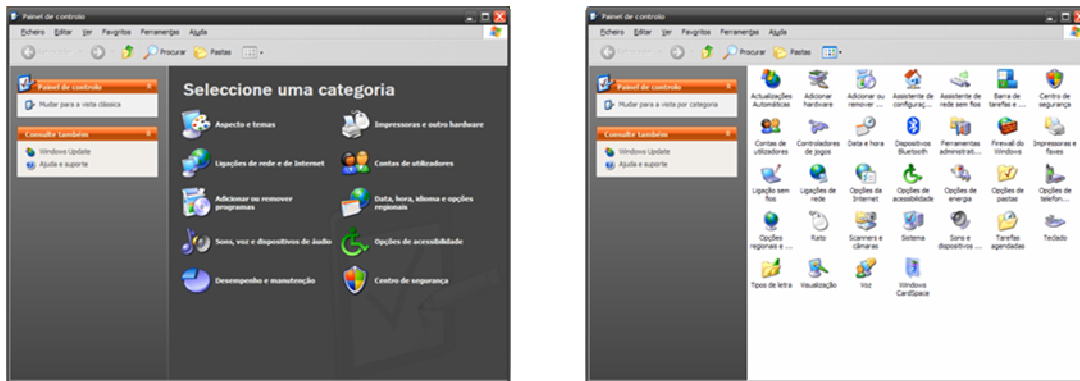 Painel de controlo
Ficheiro Editar Ver Favoritos Ferramentas Ajuda
Retroceder Procurar Pastas
Painel de controlo
Mudar para a vista clássica
Consulte também
Windows Update
Ajuda e suporte
Seleccione uma categoria
Aspecto e temas
Impressoras e outro hardware
Ligações de rede e de Internet
Contas de utilizadores
Adicionar ou remover
programas
Data, hora, idioma e opções
regionais
Sons, voz e dispositivos de áudio
Opções de acessibilidade
Desempenho e manutenção
Centro de segurança
Painel de controlo
Ficheiro Editar Ver Favoritos Ferramentas Ajuda
Retroceder Procurar Pastas
Painel de controlo
Mudar para a vista por categoria
Consulte também
Windows Update
Ajuda e suporte
Actualizações Adicionar Adicionar ou Assistente de Assistente de Barra de Centro de
Automáticas hardware remover ... configuraç... rede sem fios tarefas e ... segurança
Contas de Controladores Data e hora Dispositivos Ferramentas Firewall do Impressoras e
utilizadores de jogos Bluetooth administrat... Windows faxes
Ligação sem Ligações de Opções da Opções de Opções de Opções de Opções de
fios rede Internet acessibilidade energia pastas telefon...
Opções Rato Scanners e Sistema Sons e Tarefas Teclado
regionais e ... câmaras dispositivos ... agendadas
Tipos de letra Visualização Voz Windows
CardSpace